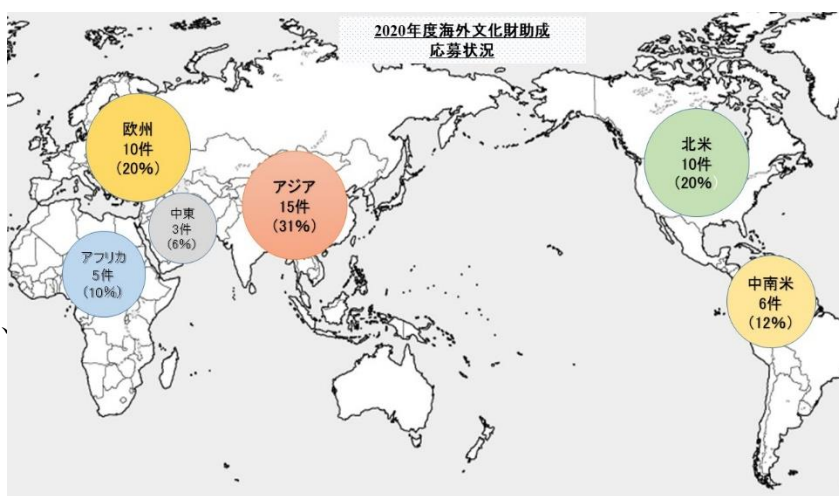 2020年度海外文化財助成
応募状況
欧州
10件
(20%)
アジア
15件
(31%)
中東
3件
(6%)
アフリカ
5件
(10%)
北米
10件
(20%
中南米
6件
(12%)
、